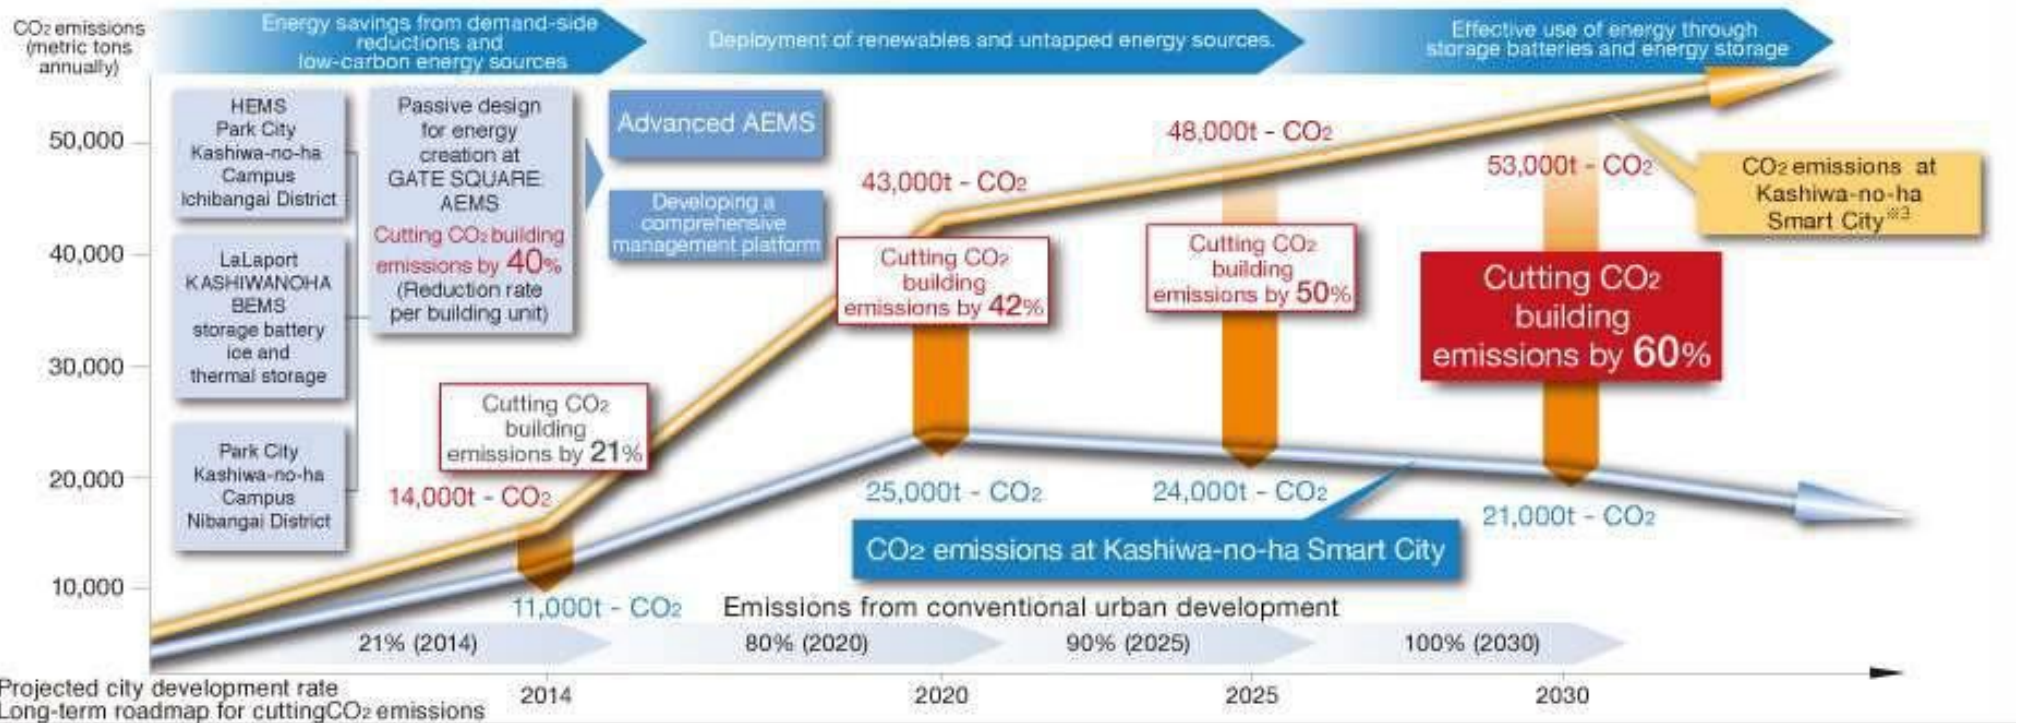 CO2 emissions
(metric tons
annually)
Energy savings from demand-side
reductions and
low-carbon energy sources
Deployment of renewables and untapped energy sources.
Effective use of energy through
storage batteries and energy storage
50,000
40,000
30,000
20,000
10,000
HEMS
Park City
Kashiwa-no-ha
Campus
Ichibangai District
LaLaport
KASHIWANOHA
BEMS
storage battery
ice and
thermal storage
Park City
Kashiwa-no-ha
Campus
Nibangai District
Passive design
for energy
creation at
GATE SQUARE
AEMS
Cutting CO2 building
emissions by 40%
(Reduction rate
per building unit)
Advanced AEMS
Developing a
comprehensive
management platform
Cutting CO2
building
emissions by 21%
14,000t - CO2
11,000t - CO2
43,000t - CO2
Cutting CO2
building
emissions by 42%
25,000t - CO2
48,000t - CO2
Cutting CO2
building
emissions by 50%
24,000t - CO2
53,000t - CO2
Cutting CO2
building
emissions by 60%
21,000t - CO2
CO2 emissions at
Kashiwa-no-ha
Smart City※3
CO2 emissions at Kashiwa-no-ha Smart City
Emissions from conventional urban development
21% (2014)
80% (2020)
90% (2025)
100% (2030)
Projected city development rate
Long-term roadmap for cuttingCO2 emissions
2014
2020
2025
2030